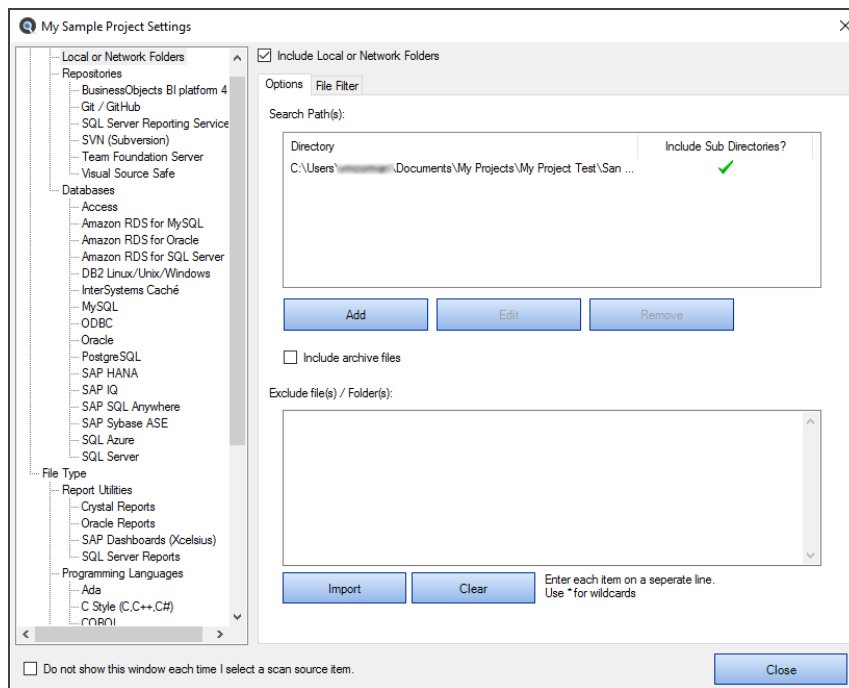 My Sample Project Settings
Local or Network Folders
Repositories
BusinessObjects BI platform 4
Git / GitHub
SQL Server Reporting Service
SVN (Subversion)
Team Foundation Server
Visual Source Safe
Databases
Access
Amazon RDS for MySQL
Amazon RDS for Oracle
Amazon RDS for SQL Server
DB2 Linux/Unix/Windows
InterSystems Caché
MySQL
ODBC
Oracle
PostgreSQL
SAP HANA
SAP IQ
SAP SQL Anywhere
SAP Sybase ASE
SQL Azure
SQL Server
File Type
Report Utilities
Crystal Reports
Oracle Reports
SAP Dashboards (Xcelsius)
SQL Server Reports
Programming Languages
Ada
C Style (C,C++,C#)
COBOL
Include Local or Network Folders
Options File Filter
Search Path(s):
Directory Include Sub Directories?
C:\Users\ \Documents\My Projects\My Project Test\San ...
Add Edit Remove
Include archive files
Exclude file(s) / Folder(s):
Import Clear
Enter each item on a seperate line.
Use * for wildcards
Do not show this window each time I select a scan source item.
Close